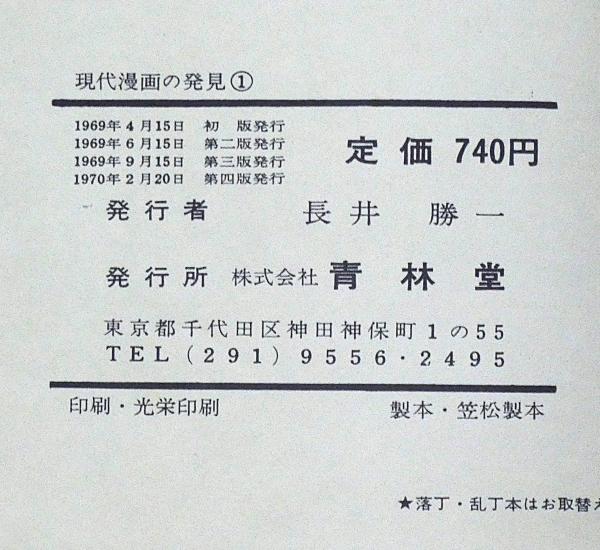 現代漫画の発見①
1969年4月15日 初 版発行
1969年6月15日 第二版発行
1969年9月15日 第三版発行
1970年2月20日 第四版発行
定 価 740円
発 行 者 長 井 勝 一
発 行 所 株式会社 青 林 堂
東京都千代田区神田神保町1の55
TEL(291)9556・2495
印刷・光栄印刷 製本・笠松製本
★落丁・乱丁本はお取替え